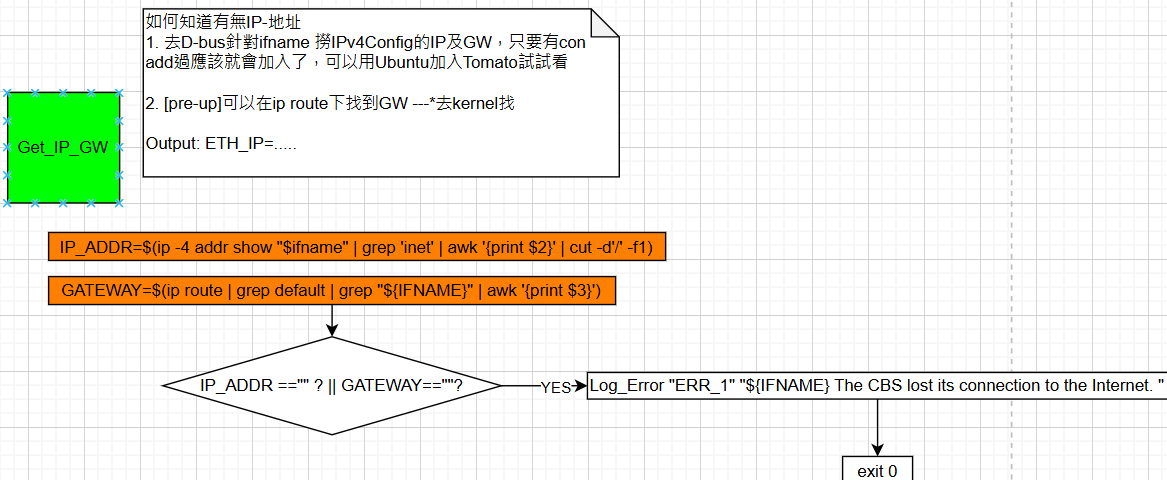 如何知道有無IP-地址
1. 去D-bus針對ifname 撈IPv4Config的IP及GW，只要有con
add過應該就會加入了，可以用Ubuntu加入Tomato試試看
2. [pre-up]可以在ip route下找到GW ---*去kernel找
Output: ETH_IP=.....
Get_IP_GW
IP_ADDR=$(ip -4 addr show "$ifname" | grep 'inet' | awk '{print $2}' | cut -d'/' -f1)
GATEWAY=$(ip route | grep default | grep "${IFNAME}" | awk '{print $3}')
IP_ADDR =="" ? || GATEWAY==""?
YES
Log_Error "ERR_1" "${IFNAME} The CBS lost its connection to the Internet. "
exit 0